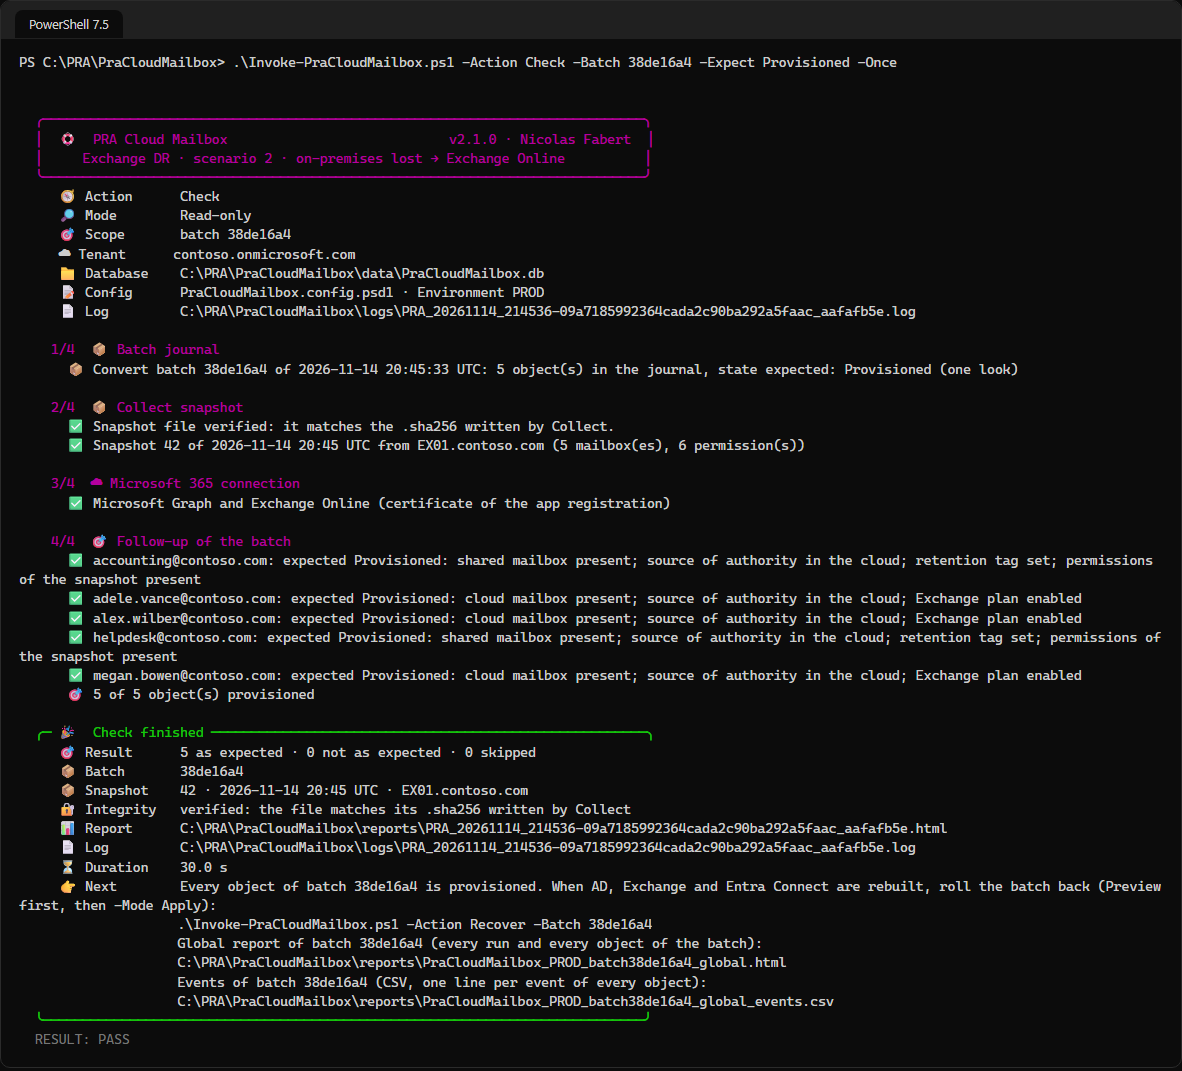 PowerShell 7.5
PS C:\PRA\PraCloudMailbox> .\Invoke-PraCloudMailbox.ps1 -Action Check -Batch 38de16a4 -Expect Provisioned -Once
PRA Cloud Mailbox v2.1.0 · Nicolas Fabert
Exchange DR · scenario 2 · on-premises lost → Exchange Online
Action Check
Mode Read-only
Scope batch 38de16a4
Tenant contoso.onmicrosoft.com
Database C:\PRA\PraCloudMailbox\data\PraCloudMailbox.db
Config PraCloudMailbox.config.psd1 · Environment PROD
Log C:\PRA\PraCloudMailbox\logs\PRA_20261114_214536-09a7185992364cada2c90ba292a5faac_aafafb5e.log
1/4 Batch journal
Convert batch 38de16a4 of 2026-11-14 20:45:33 UTC: 5 object(s) in the journal, state expected: Provisioned (one look)
2/4 Collect snapshot
Snapshot file verified: it matches the .sha256 written by Collect.
Snapshot 42 of 2026-11-14 20:45 UTC from EX01.contoso.com (5 mailbox(es), 6 permission(s))
3/4 Microsoft 365 connection
Microsoft Graph and Exchange Online (certificate of the app registration)
4/4 Follow-up of the batch
accounting@contoso.com: expected Provisioned: shared mailbox present; source of authority in the cloud; retention tag set; permissions
of the snapshot present
adele.vance@contoso.com: expected Provisioned: cloud mailbox present; source of authority in the cloud; Exchange plan enabled
alex.wilber@contoso.com: expected Provisioned: cloud mailbox present; source of authority in the cloud; Exchange plan enabled
helpdesk@contoso.com: expected Provisioned: shared mailbox present; source of authority in the cloud; retention tag set; permissions of
the snapshot present
megan.bowen@contoso.com: expected Provisioned: cloud mailbox present; source of authority in the cloud; Exchange plan enabled
5 of 5 object(s) provisioned
Check finished
Result 5 as expected · 0 not as expected · 0 skipped
Batch 38de16a4
Snapshot 42 · 2026-11-14 20:45 UTC · EX01.contoso.com
Integrity verified: the file matches its .sha256 written by Collect
Report C:\PRA\PraCloudMailbox\reports\PRA_20261114_214536-09a7185992364cada2c90ba292a5faac_aafafb5e.html
Log C:\PRA\PraCloudMailbox\logs\PRA_20261114_214536-09a7185992364cada2c90ba292a5faac_aafafb5e.log
Duration 30.0 s
Next Every object of batch 38de16a4 is provisioned. When AD, Exchange and Entra Connect are rebuilt, roll the batch back (Preview
first, then -Mode Apply):
.\Invoke-PraCloudMailbox.ps1 -Action Recover -Batch 38de16a4
Global report of batch 38de16a4 (every run and every object of the batch):
C:\PRA\PraCloudMailbox\reports\PraCloudMailbox_PROD_batch38de16a4_global.html
Events of batch 38de16a4 (CSV, one line per event of every object):
C:\PRA\PraCloudMailbox\reports\PraCloudMailbox_PROD_batch38de16a4_global_events.csv
RESULT: PASS